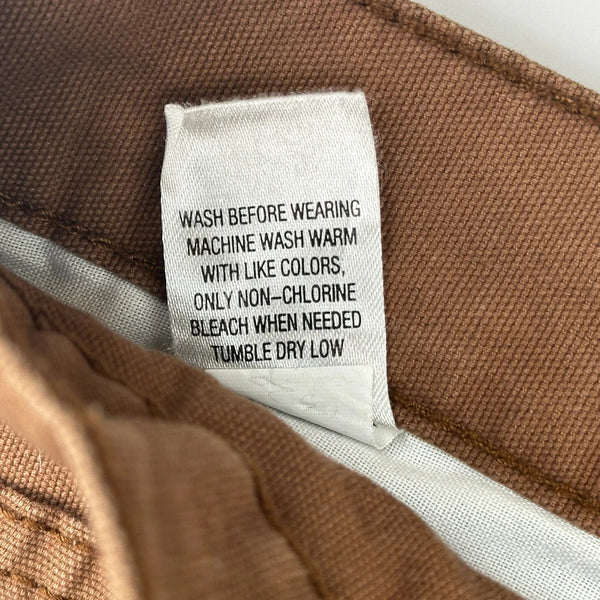 WASH BEFORE WEARING
MACHINE WASH WARM
WITH LIKE COLORS,
ONLY NON-CHLORINE
BLEACH WHEN NEEDED
TUMBLE DRY LOW